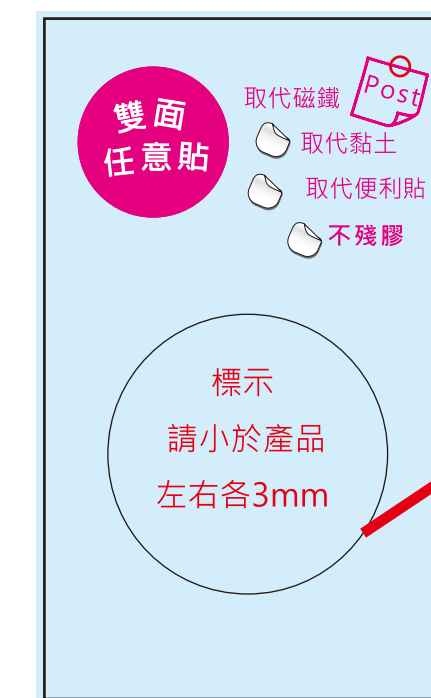 雙面
任意貼
取代磁鐵
Post
取代黏土
取代便利貼
不殘膠
標示
請小於產品
左右各3mm